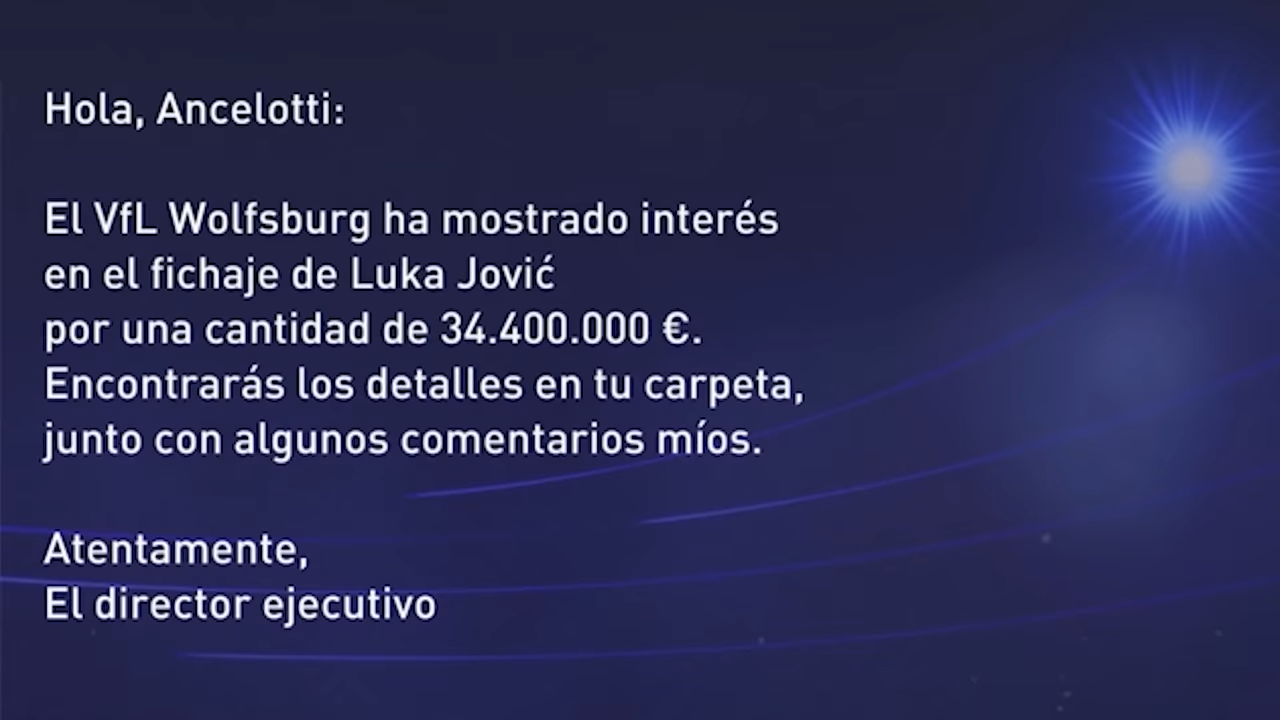 Hola, Ancelotti:
El VfL Wolfsburg ha mostrado interés
en el fichaje de Luka Jović
por una cantidad de 34.400.000 €.
Encontrarás los detalles en tu carpeta,
junto con algunos comentarios míos.
Atentamente,
El director ejecutivo